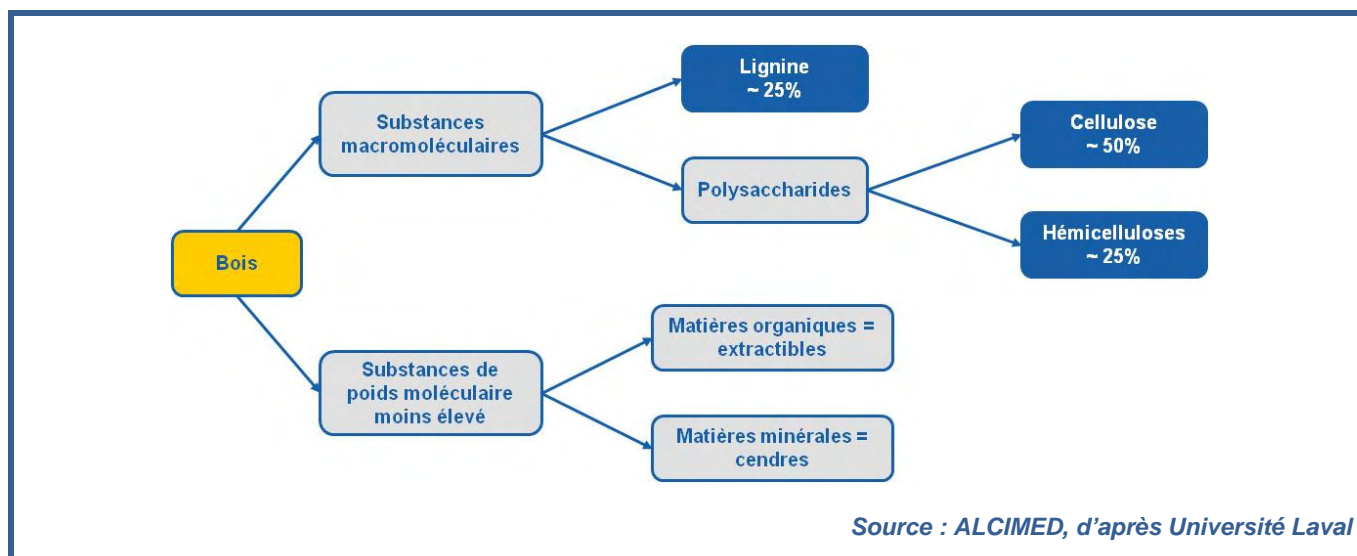 Lignine
~ 25%
Substances
macromoléculaires
Cellulose
~ 50%
Polysaccharides
Hémicelluloses
~ 25%
Bois
Matières organiques =
extractibles
Substances de
poids moléculaire
moins élevé
Matières minérales =
cendres
Source : ALCIMED, d'après Université Laval